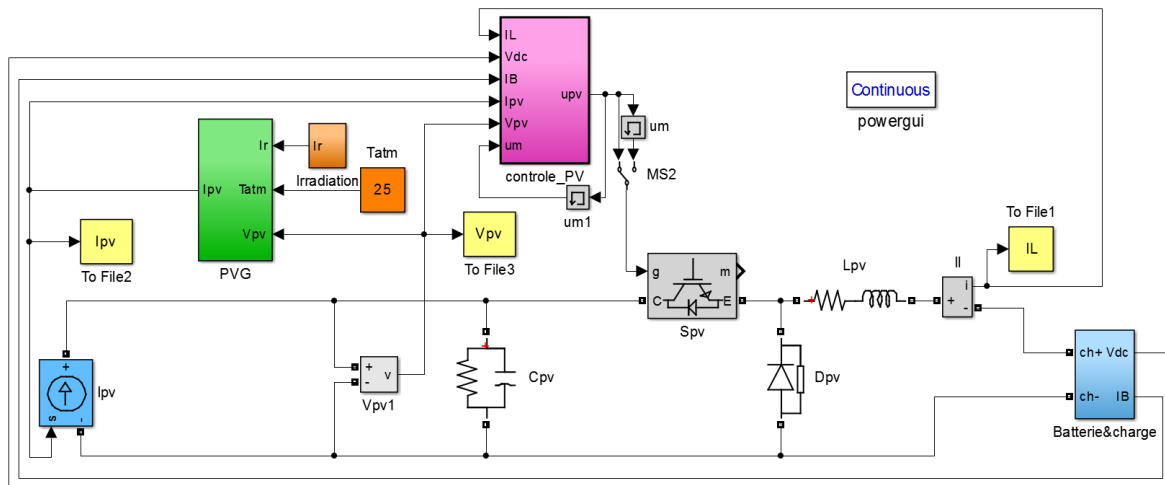 IL
Vdc
IB
Ipv
Vpv
um
upv
controle_PV
um
MS2
um1
Continuous
powergui
Ir
Tatm
Vpv
Ipv
PVG
Ir
Irradiation
Tatm
25
Ipv
To File2
Vpv
To File3
To File1
IL
g
m
C
E
Spv
Lpv
Il
i
+
-
+
s
-
Ipv
+
-
v
Vpv1
Cpv
Dpv
ch+ Vdc
ch- IB
Batterie&charge